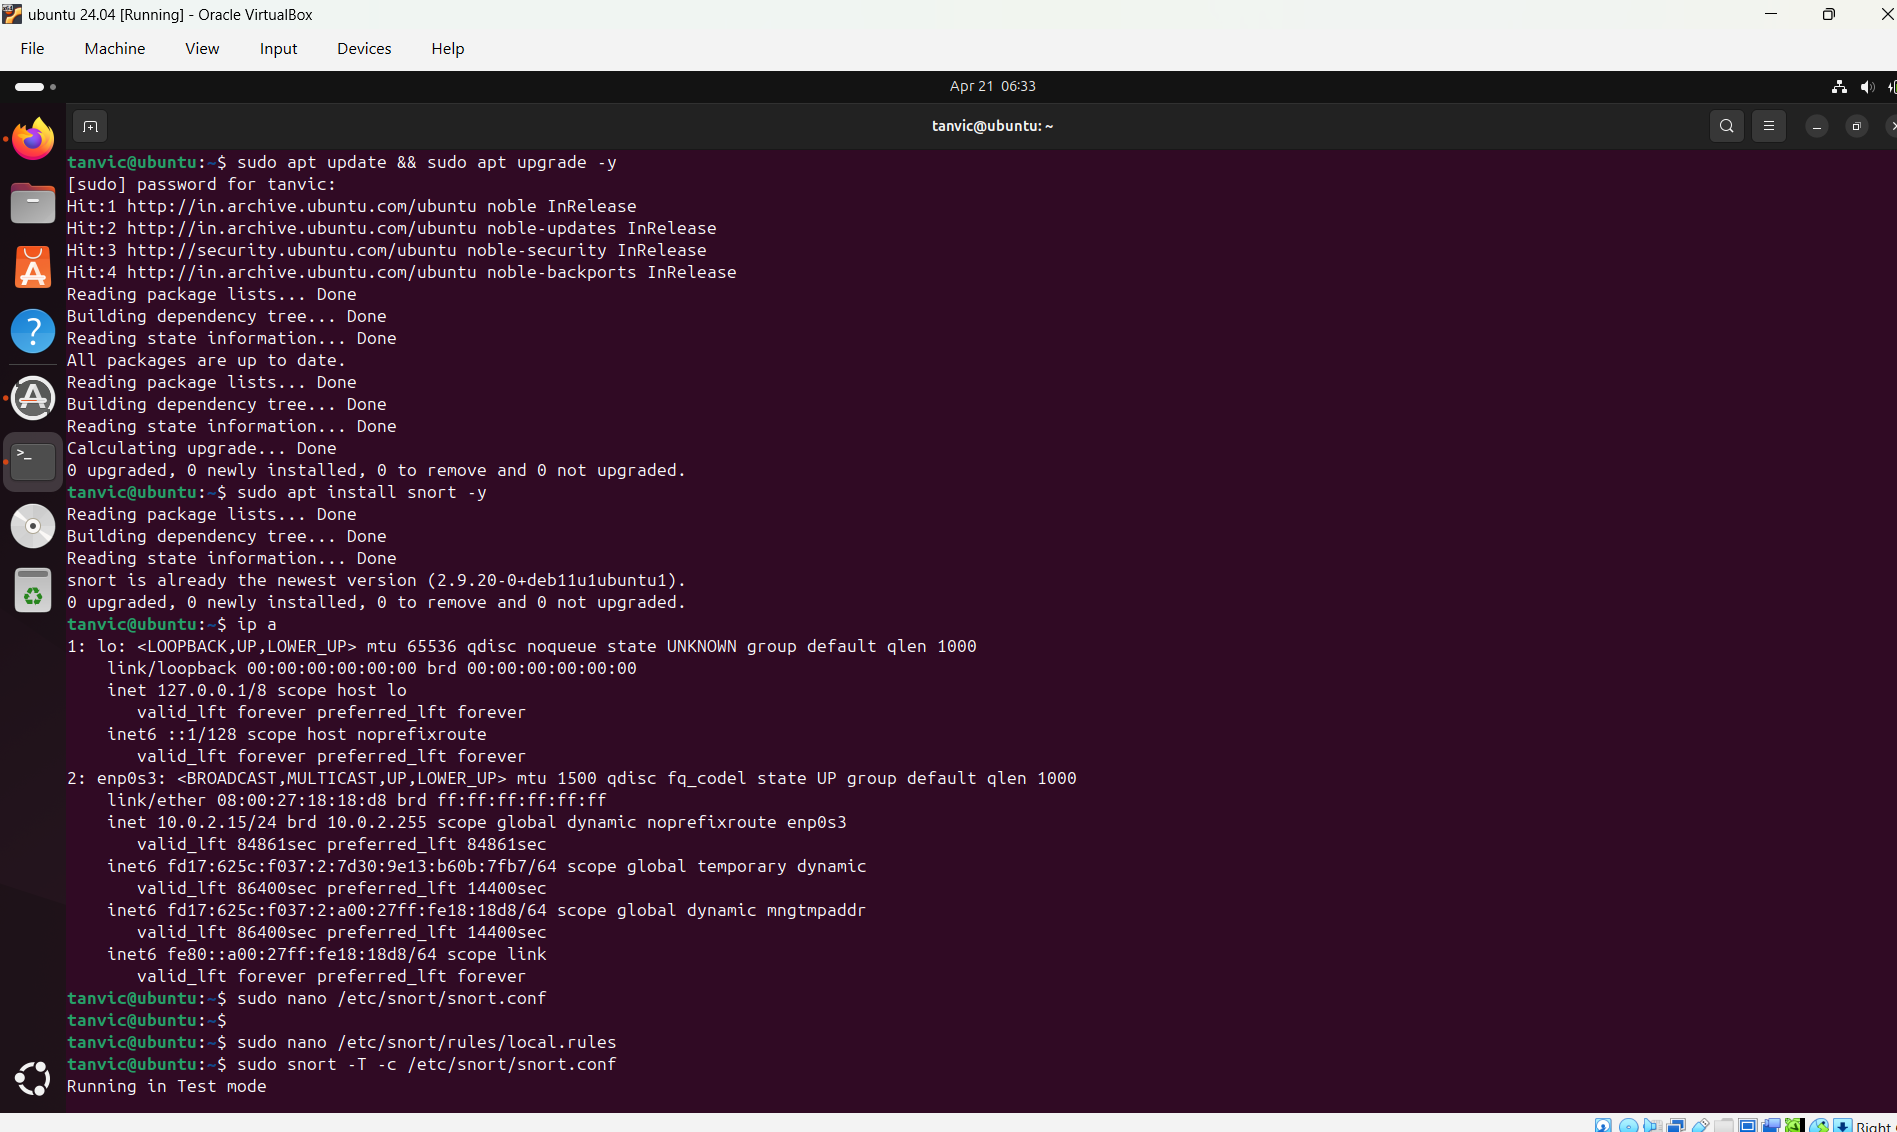 ubuntu 24.04 [Running] - Oracle VirtualBox
File Machine View Input Devices Help
Apr 21 06:33
tanvic@ubuntu: ~
tanvic@ubuntu:~$ sudo apt update && sudo apt upgrade -y
[sudo] password for tanvic:
Hit:1 http://in.archive.ubuntu.com/ubuntu noble InRelease
Hit:2 http://in.archive.ubuntu.com/ubuntu noble-updates InRelease
Hit:3 http://security.ubuntu.com/ubuntu noble-security InRelease
Hit:4 http://in.archive.ubuntu.com/ubuntu noble-backports InRelease
Reading package lists... Done
Building dependency tree... Done
Reading state information... Done
All packages are up to date.
Reading package lists... Done
Building dependency tree... Done
Reading state information... Done
Calculating upgrade... Done
0 upgraded, 0 newly installed, 0 to remove and 0 not upgraded.
tanvic@ubuntu:~$ sudo apt install snort -y
Reading package lists... Done
Building dependency tree... Done
Reading state information... Done
snort is already the newest version (2.9.20-0+deb11u1ubuntu1).
0 upgraded, 0 newly installed, 0 to remove and 0 not upgraded.
tanvic@ubuntu:~$ ip a
1: lo: <LOOPBACK,UP,LOWER_UP> mtu 65536 qdisc noqueue state UNKNOWN group default qlen 1000
    link/loopback 00:00:00:00:00:00 brd 00:00:00:00:00:00
    inet 127.0.0.1/8 scope host lo
       valid_lft forever preferred_lft forever
    inet6 ::1/128 scope host noprefixroute
       valid_lft forever preferred_lft forever
2: enp0s3: <BROADCAST,MULTICAST,UP,LOWER_UP> mtu 1500 qdisc fq_codel state UP group default qlen 1000
    link/ether 08:00:27:18:18:d8 brd ff:ff:ff:ff:ff:ff
    inet 10.0.2.15/24 brd 10.0.2.255 scope global dynamic noprefixroute enp0s3
       valid_lft 84861sec preferred_lft 84861sec
    inet6 fd17:625c:f037:2:7d30:9e13:b60b:7fb7/64 scope global temporary dynamic
       valid_lft 86400sec preferred_lft 14400sec
    inet6 fd17:625c:f037:2:a00:27ff:fe18:18d8/64 scope global dynamic mngtmpaddr
       valid_lft 86400sec preferred_lft 14400sec
    inet6 fe80::a00:27ff:fe18:18d8/64 scope link
       valid_lft forever preferred_lft forever
tanvic@ubuntu:~$ sudo nano /etc/snort/snort.conf
tanvic@ubuntu:~$
tanvic@ubuntu:~$ sudo nano /etc/snort/rules/local.rules
tanvic@ubuntu:~$ sudo snort -T -c /etc/snort/snort.conf
Running in Test mode
Right